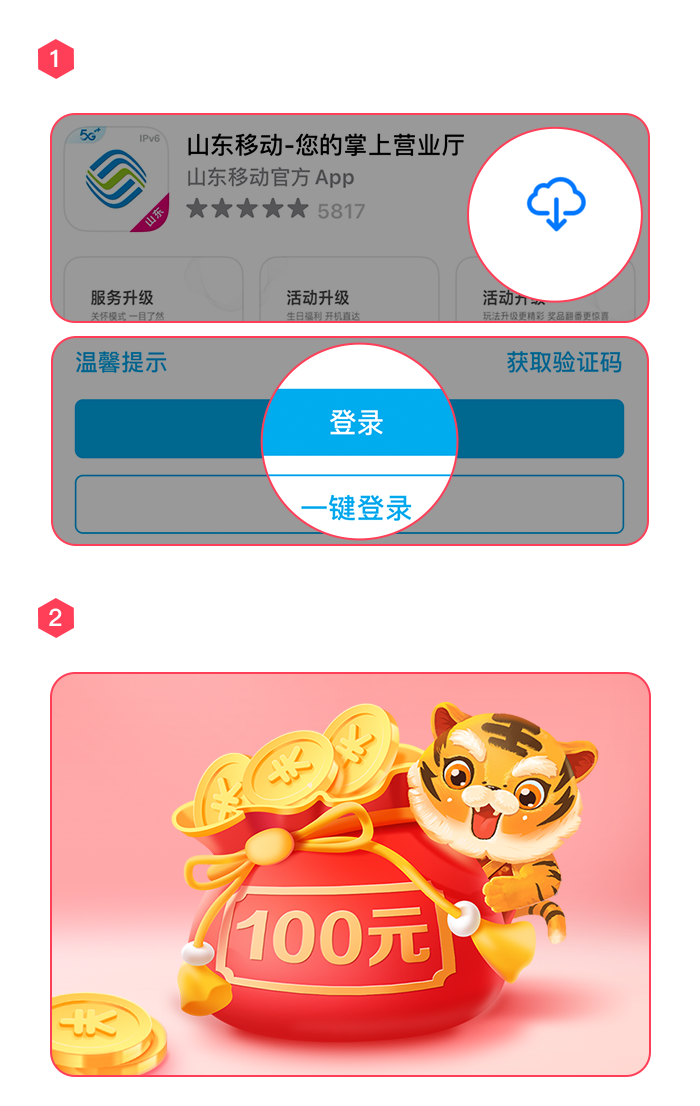 1
5G
IPv6
山东
山东移动-您的掌上营业厅
山东移动官方 App
5817
服务升级
关怀模式 一目了然
活动升级
生日福利 开机直达
活动升级
玩法升级更精彩 奖品翻番更惊喜
温馨提示
获取验证码
登录
一键登录
2
100元